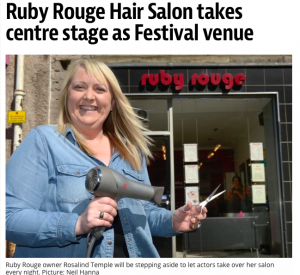 Ruby Rouge Hair Salon takes
centre stage as Festival venue
ruby rouge
Ruby Rouge owner Rosalind Temple will be stepping aside to let actors take over her salon
every night. Picture: Neil Hanna